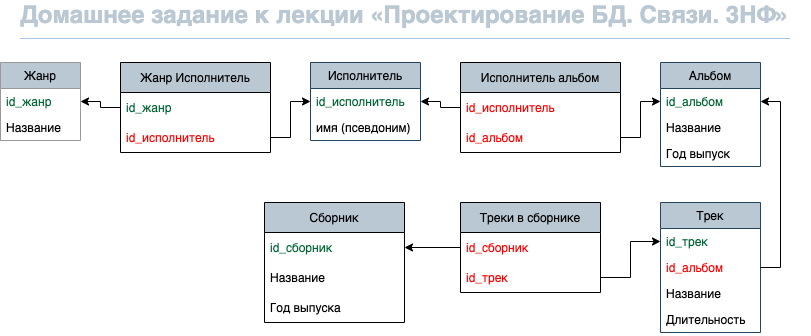 Домашнее задание к лекции «Проектирование БД. Связи. 3НФ»
Жанр
id_жанр
Название
Жанр Исполнитель
id_жанр
id_исполнитель
Исполнитель
id_исполнитель
имя (псевдоним)
Исполнитель альбом
id_исполнитель
id_альбом
Альбом
id_альбом
Название
Год выпуск
Сборник
id_сборник
Название
Год выпуска
Треки в сборнике
id_сборник
id_трек
Трек
id_трек
id_альбом
Название
Длительность